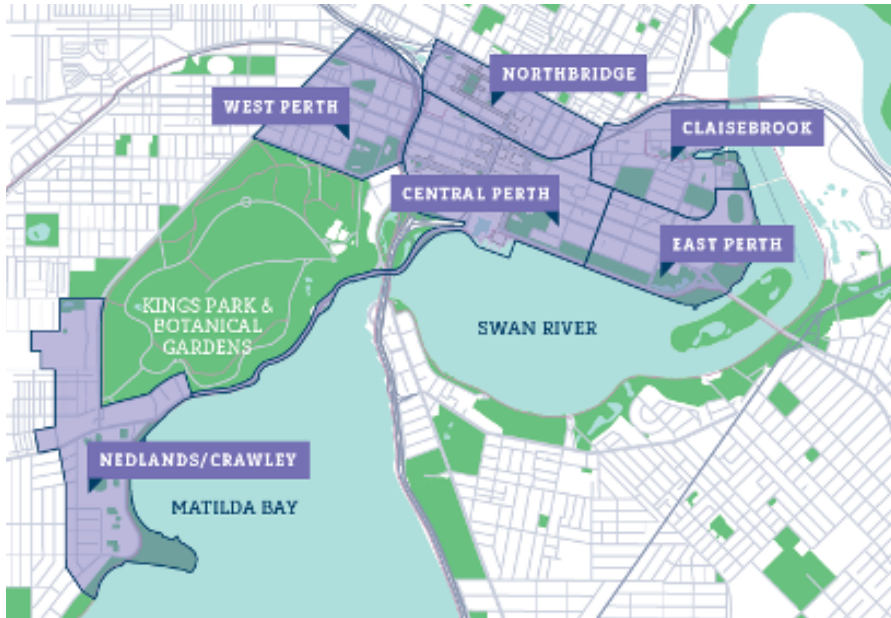 NORTHBRIDGE
WEST PERTH
CLAISEBROOK
CENTRAL PERTH
EAST PERTH
KINGS PARK &
BOTANICAL
GARDENS
SWAN RIVER
NEDLANDS/CRAWLEY
MATILDA BAY